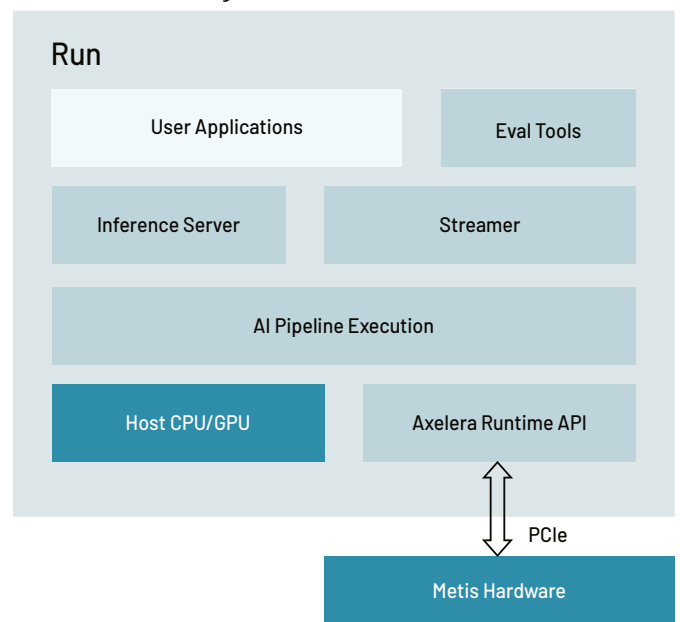 Run
User Applications
Eval Tools
Inference Server
Streamer
AI Pipeline Execution
Host CPU/GPU
Axelera Runtime API
PCIe
Metis Hardware